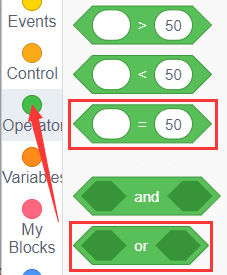 Events
Control
Operator
Variables
My
Blocks
> 50
< 50
= 50
and
or